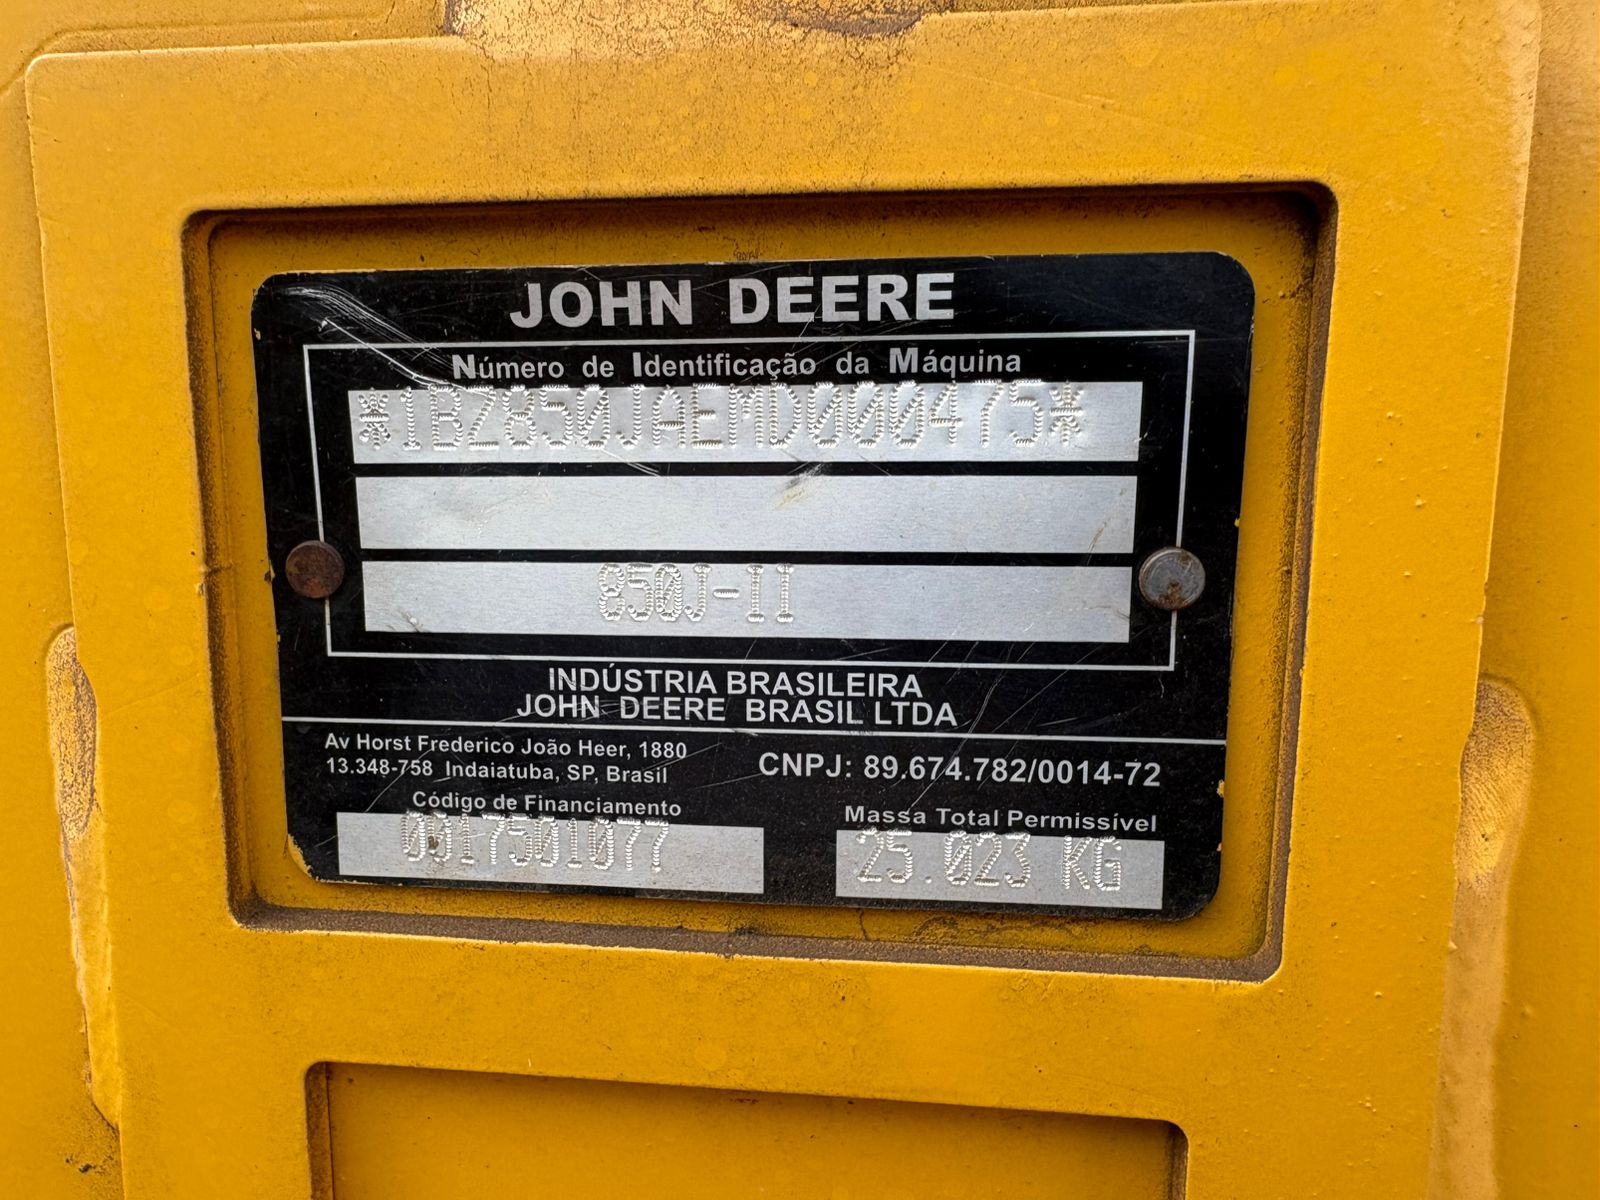 JOHN DEERE
Número de Identificação da Máquina
*1BZ850JAEMD000475*
850J-II
INDÚSTRIA BRASILEIRA
JOHN DEERE BRASIL LTDA
Av Horst Frederico João Heer, 1880
13.348-758 Indaiatuba, SP, Brasil
CNPJ: 89.674.782/0014-72
Código de Financiamento
0017501077
Massa Total Permissível
25.023 KG